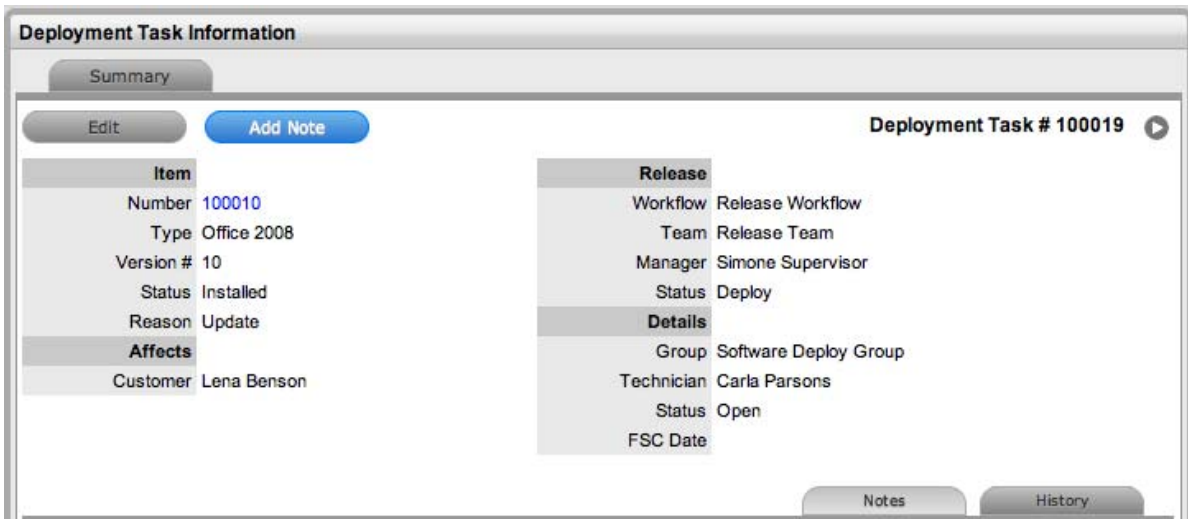 Deployment Task Information
Summary
Edit Add Note Deployment Task # 100019
Item
Number 100010
Type Office 2008
Version # 10
Status Installed
Reason Update
Affects
Customer Lena Benson
Release
Workflow Release Workflow
Team Release Team
Manager Simone Supervisor
Status Deploy
Details
Group Software Deploy Group
Technician Carla Parsons
Status Open
FSC Date
Notes History